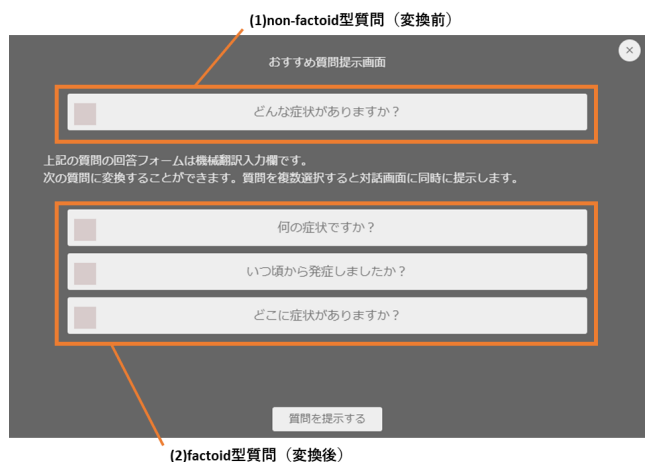 (1)non-factoid型質問（変換前）
×
おすすめ質問提示画面
どんな症状がありますか？
上記の質問の回答フォームは機械翻訳入力欄です。
次の質問に変換することができます。質問を複数選択すると対話画面に同時に提示します。
何の症状ですか？
いつ頃から発症しましたか？
どこに症状がありますか？
質問を提示する
(2)factoid型質問（変換後）